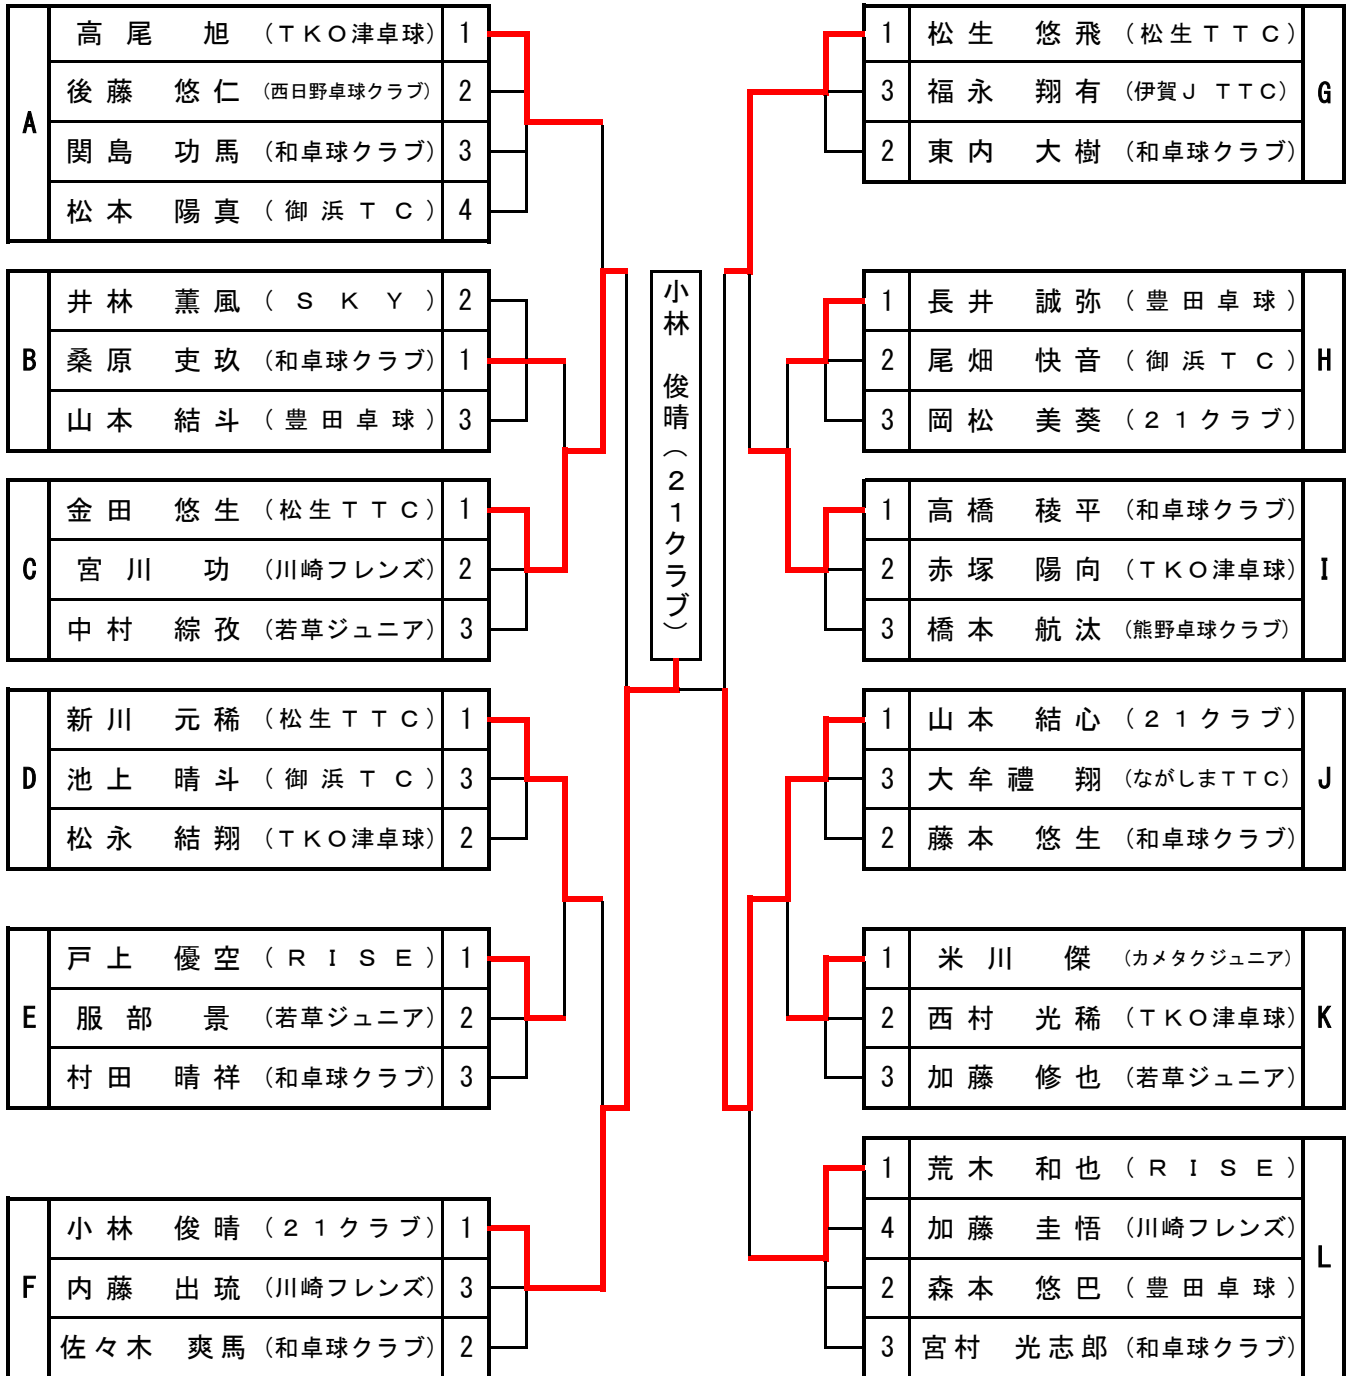 A
高尾 旭 (TKO津卓球) 1
後藤 悠仁 (西日野卓球クラブ) 2
関島 功馬 (和卓球クラブ) 3
松本 陽真 (御浜TC) 4
B
井林 薫風 (SKY) 2
桑原 吏玖 (和卓球クラブ) 1
山本 結斗 (豊田卓球) 3
C
金田 悠生 (松生TTC) 1
宮川 功 (川崎フレンズ) 2
中村 綜孜 (若草ジュニア) 3
D
新川 元稀 (松生TTC) 1
池上 晴斗 (御浜TC) 3
松永 結翔 (TKO津卓球) 2
E
戸上 優空 (RISE) 1
服部 景 (若草ジュニア) 2
村田 晴祥 (和卓球クラブ) 3
F
小林 俊晴 (21クラブ) 1
内藤 出琉 (川崎フレンズ) 3
佐々木 爽馬 (和卓球クラブ) 2
小林 俊晴(21クラブ)
G
1 松生 悠飛 (松生TTC)
3 福永 翔有 (伊賀J TTC)
2 東内 大樹 (和卓球クラブ)
H
1 長井 誠弥 (豊田卓球)
2 尾畑 快音 (御浜TC)
3 岡松 美葵 (21クラブ)
I
1 高橋 稜平 (和卓球クラブ)
2 赤塚 陽向 (TKO津卓球)
3 橋本 航汰 (熊野卓球クラブ)
J
1 山本 結心 (21クラブ)
3 大牟禮 翔 (ながしまTTC)
2 藤本 悠生 (和卓球クラブ)
K
1 米川 傑 (カメタクジュニア)
2 西村 光稀 (TKO津卓球)
3 加藤 修也 (若草ジュニア)
L
1 荒木 和也 (RISE)
4 加藤 圭悟 (川崎フレンズ)
2 森本 悠巴 (豊田卓球)
3 宮村 光志郎 (和卓球クラブ)